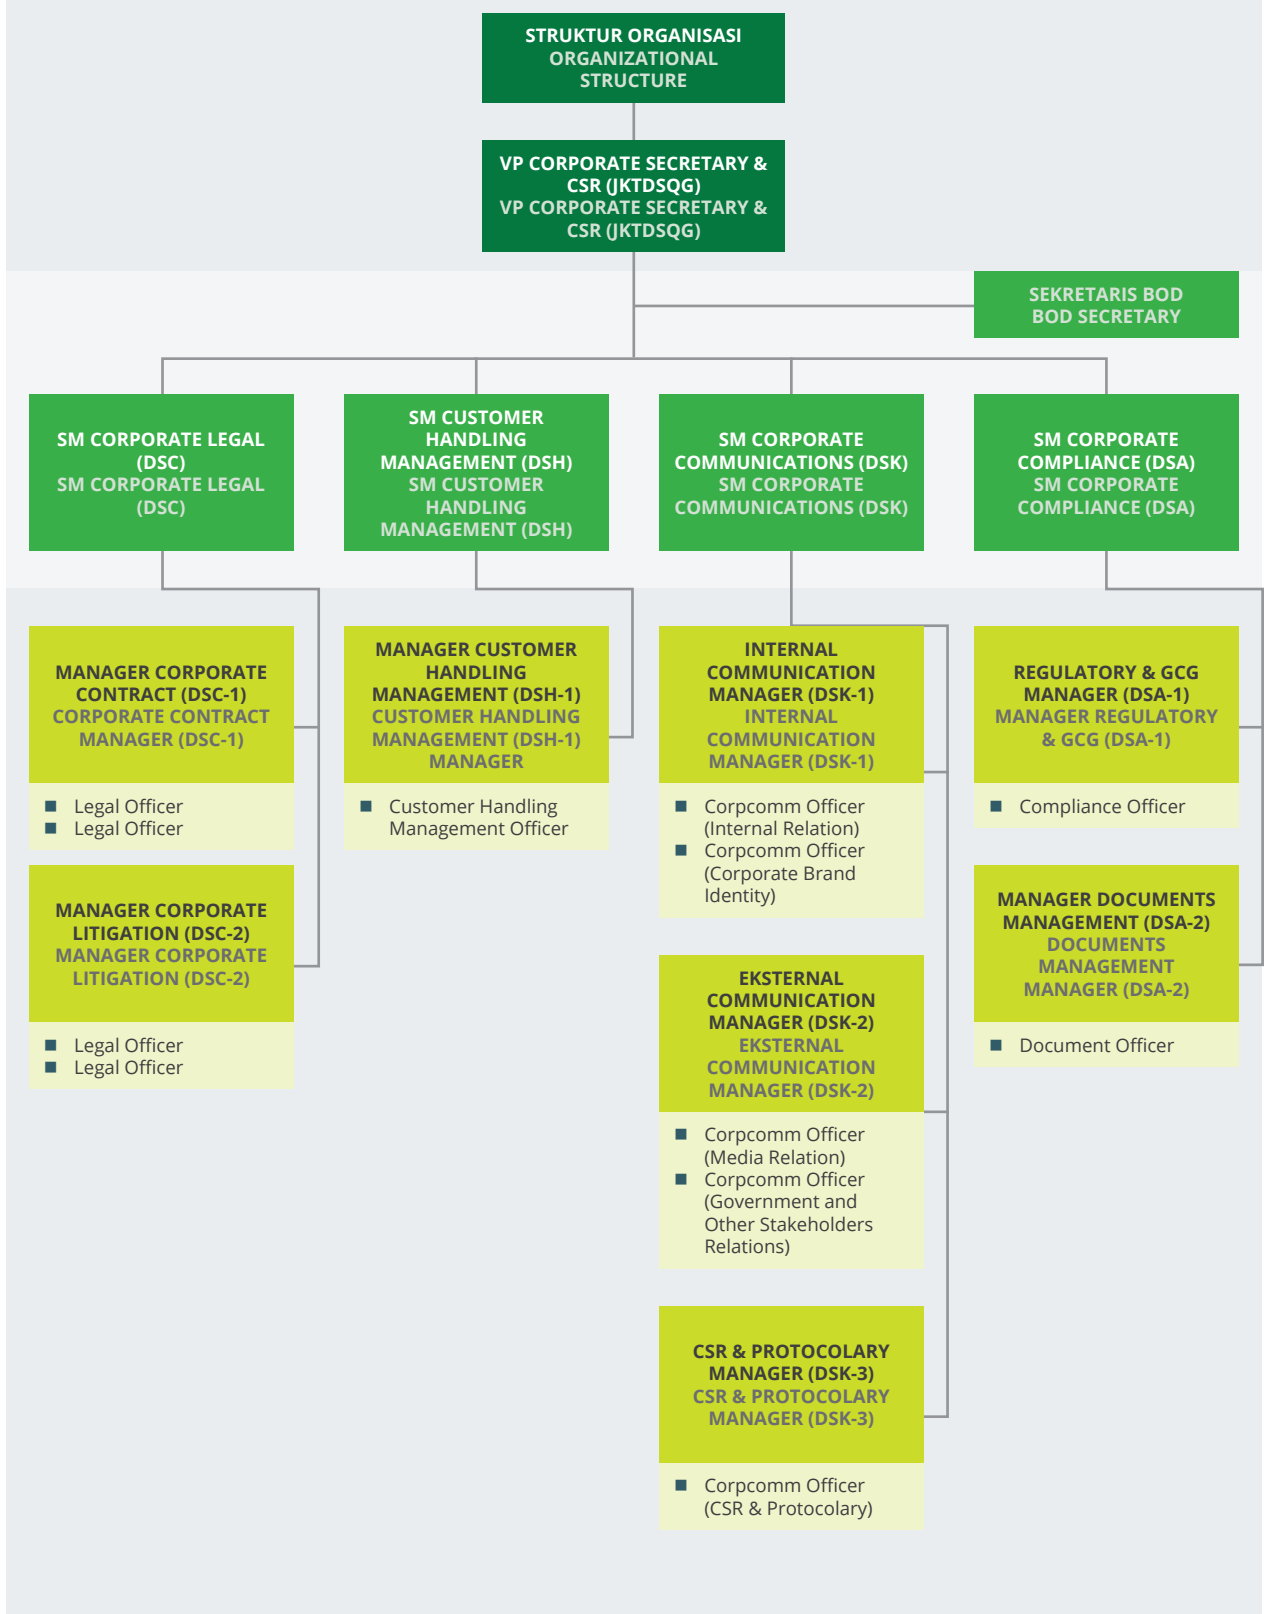 STRUKTUR ORGANISASI
ORGANIZATIONAL
STRUCTURE
VP CORPORATE SECRETARY &
CSR (JKTDSQG)
VP CORPORATE SECRETARY &
CSR (JKTDSQG)
SEKRETARIS BOD
BOD SECRETARY
SM CORPORATE LEGAL
(DSC)
SM CORPORATE LEGAL
(DSC)
SM CUSTOMER
HANDLING
MANAGEMENT (DSH)
SM CUSTOMER
HANDLING
MANAGEMENT (DSH)
SM CORPORATE
COMMUNICATIONS (DSK)
SM CORPORATE
COMMUNICATIONS (DSK)
SM CORPORATE
COMPLIANCE (DSA)
SM CORPORATE
COMPLIANCE (DSA)
MANAGER CORPORATE
CONTRACT (DSC-1)
CORPORATE CONTRACT
MANAGER (DSC-1)
Legal Officer
Legal Officer
MANAGER CORPORATE
LITIGATION (DSC-2)
MANAGER CORPORATE
LITIGATION (DSC-2)
Legal Officer
Legal Officer
MANAGER CUSTOMER
HANDLING
MANAGEMENT (DSH-1)
CUSTOMER HANDLING
MANAGEMENT (DSH-1)
MANAGER
Customer Handling
Management Officer
INTERNAL
COMMUNICATION
MANAGER (DSK-1)
INTERNAL
COMMUNICATION
MANAGER (DSK-1)
Corpcomm Officer
(Internal Relation)
Corpcomm Officer
(Corporate Brand
Identity)
EKSTERNAL
COMMUNICATION
MANAGER (DSK-2)
EKSTERNAL
COMMUNICATION
MANAGER (DSK-2)
Corpcomm Officer
(Media Relation)
Corpcomm Officer
(Government and
Other Stakeholders
Relations)
CSR & PROTOCOLARY
MANAGER (DSK-3)
CSR & PROTOCOLARY
MANAGER (DSK-3)
Corpcomm Officer
(CSR & Protocolary)
REGULATORY & GCG
MANAGER (DSA-1)
MANAGER REGULATORY
& GCG (DSA-1)
Compliance Officer
MANAGER DOCUMENTS
MANAGEMENT (DSA-2)
DOCUMENTS
MANAGEMENT
MANAGER (DSA-2)
Document Officer